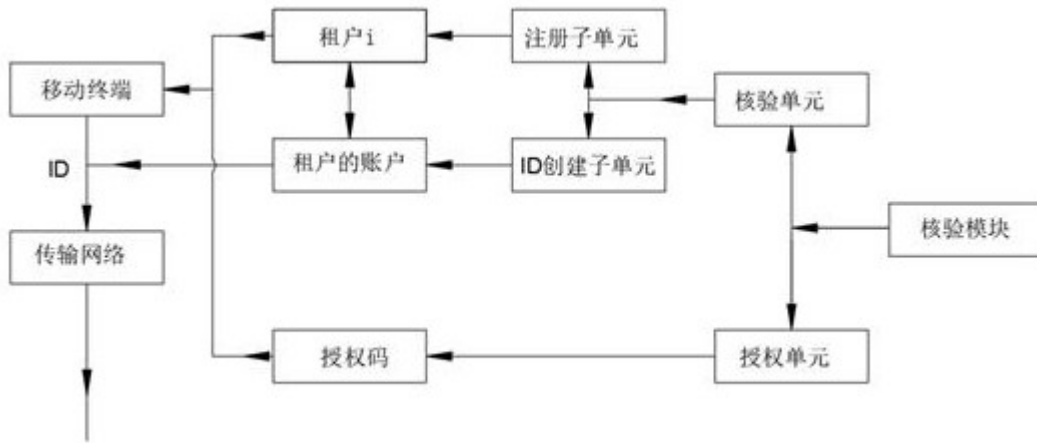 租户i
注册子单元
移动终端
核验单元
租户的账户
ID创建子单元
ID
核验模块
传输网络
授权码
授权单元